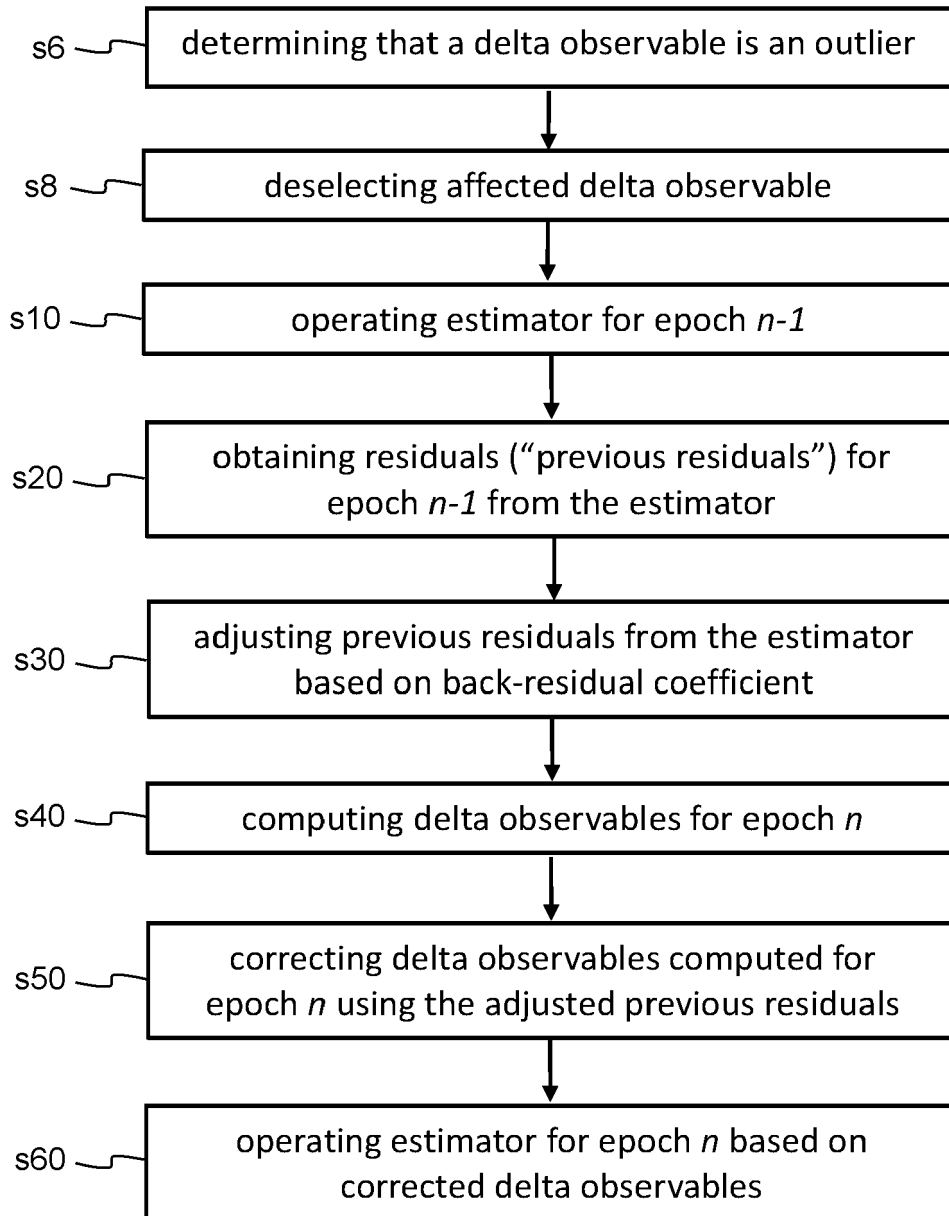 s6
determining that a delta observable is an outlier
s8
deselecting affected delta observable
s10
operating estimator for epoch n-1
s20
obtaining residuals (“previous residuals”) for
epoch n-1 from the estimator
s30
adjusting previous residuals from the estimator
based on back-residual coefficient
s40
computing delta observables for epoch n
s50
correcting delta observables computed for
epoch n using the adjusted previous residuals
s60
operating estimator for epoch n based on
corrected delta observables